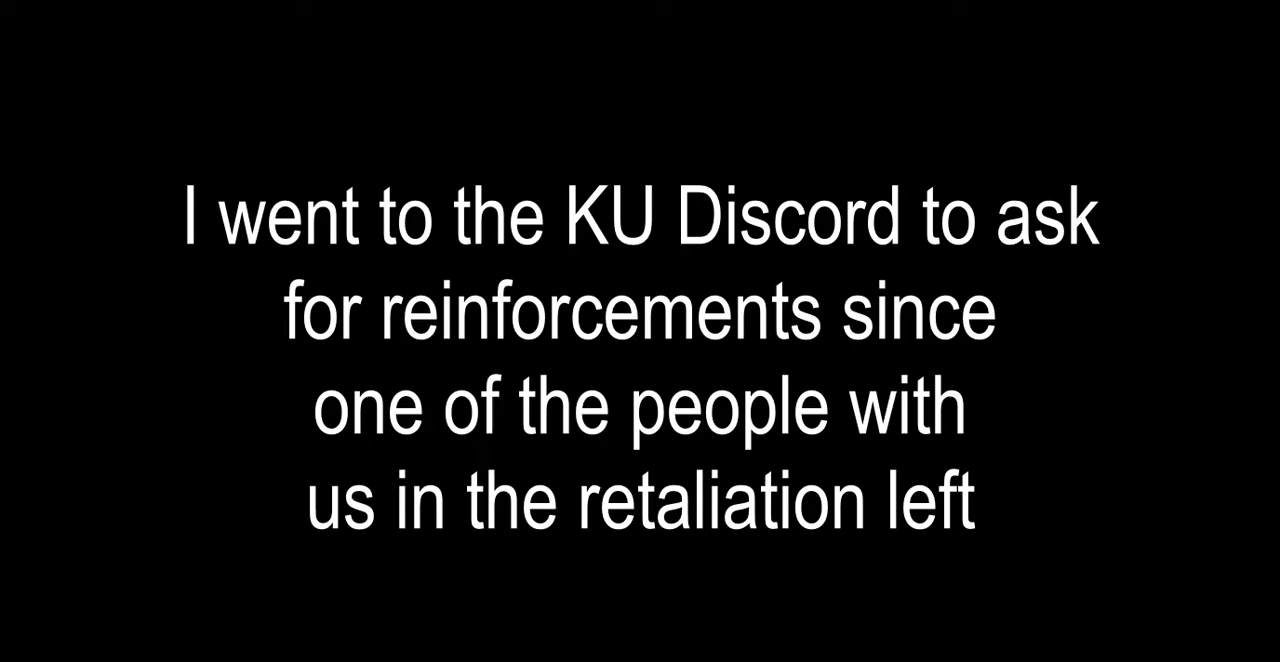 I went to the KU Discord to ask
for reinforcements since
one of the people with
us in the retaliation left